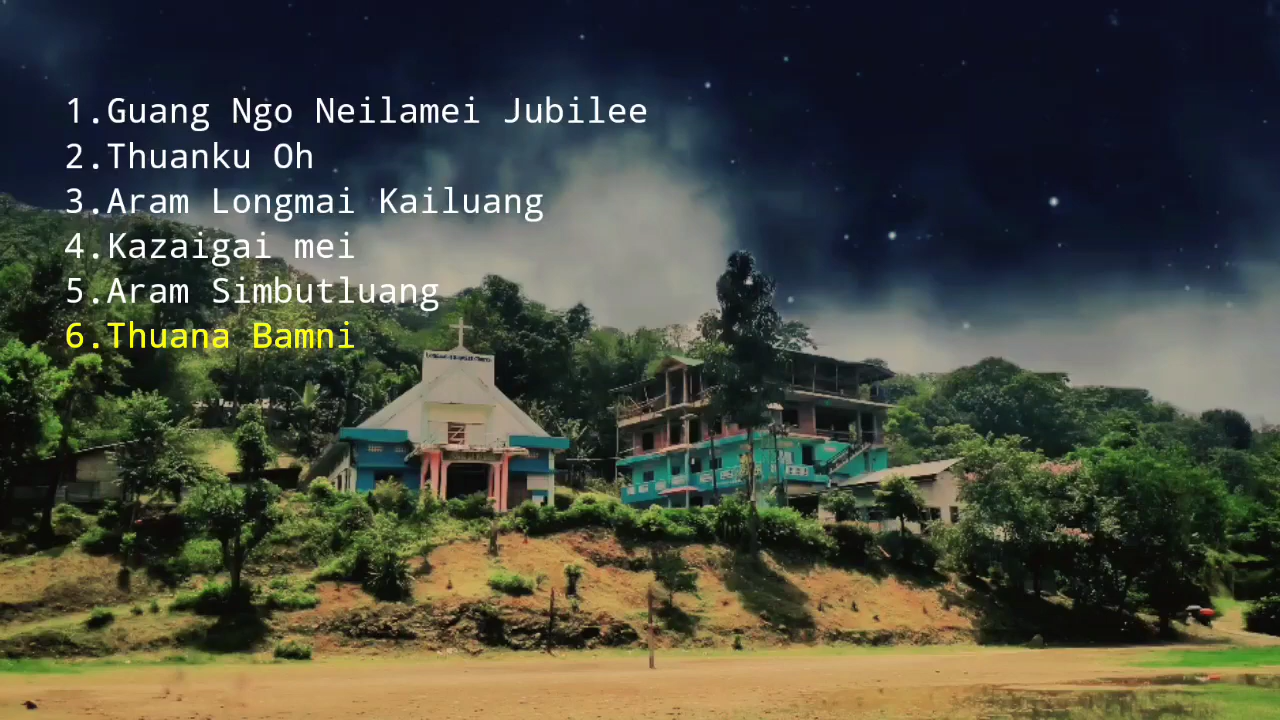 1.Guang Ngo Neilamei Jubilee
2.Thuanku Oh
3.Aram Longmai Kailuang
4.Kazaigai mei
5.Aram Simbutluang
6.Thuana Bamni